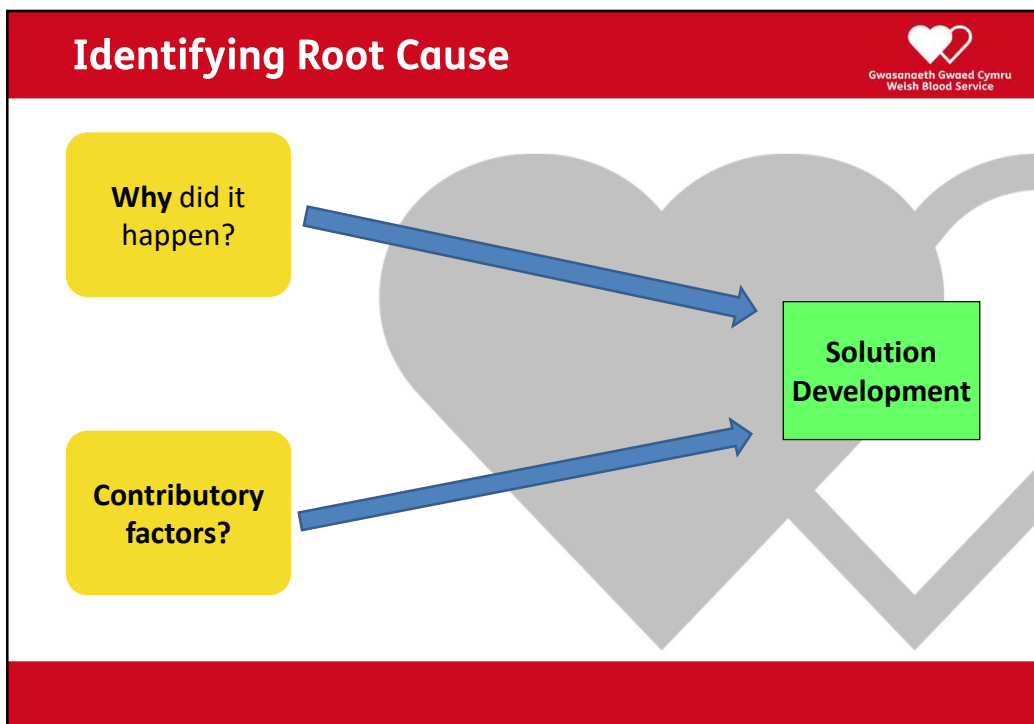 Identifying Root Cause
Gwasanaeth Gwaed Cymru
Welsh Blood Service
Why did it
happen?
Contributory
factors?
Solution
Development